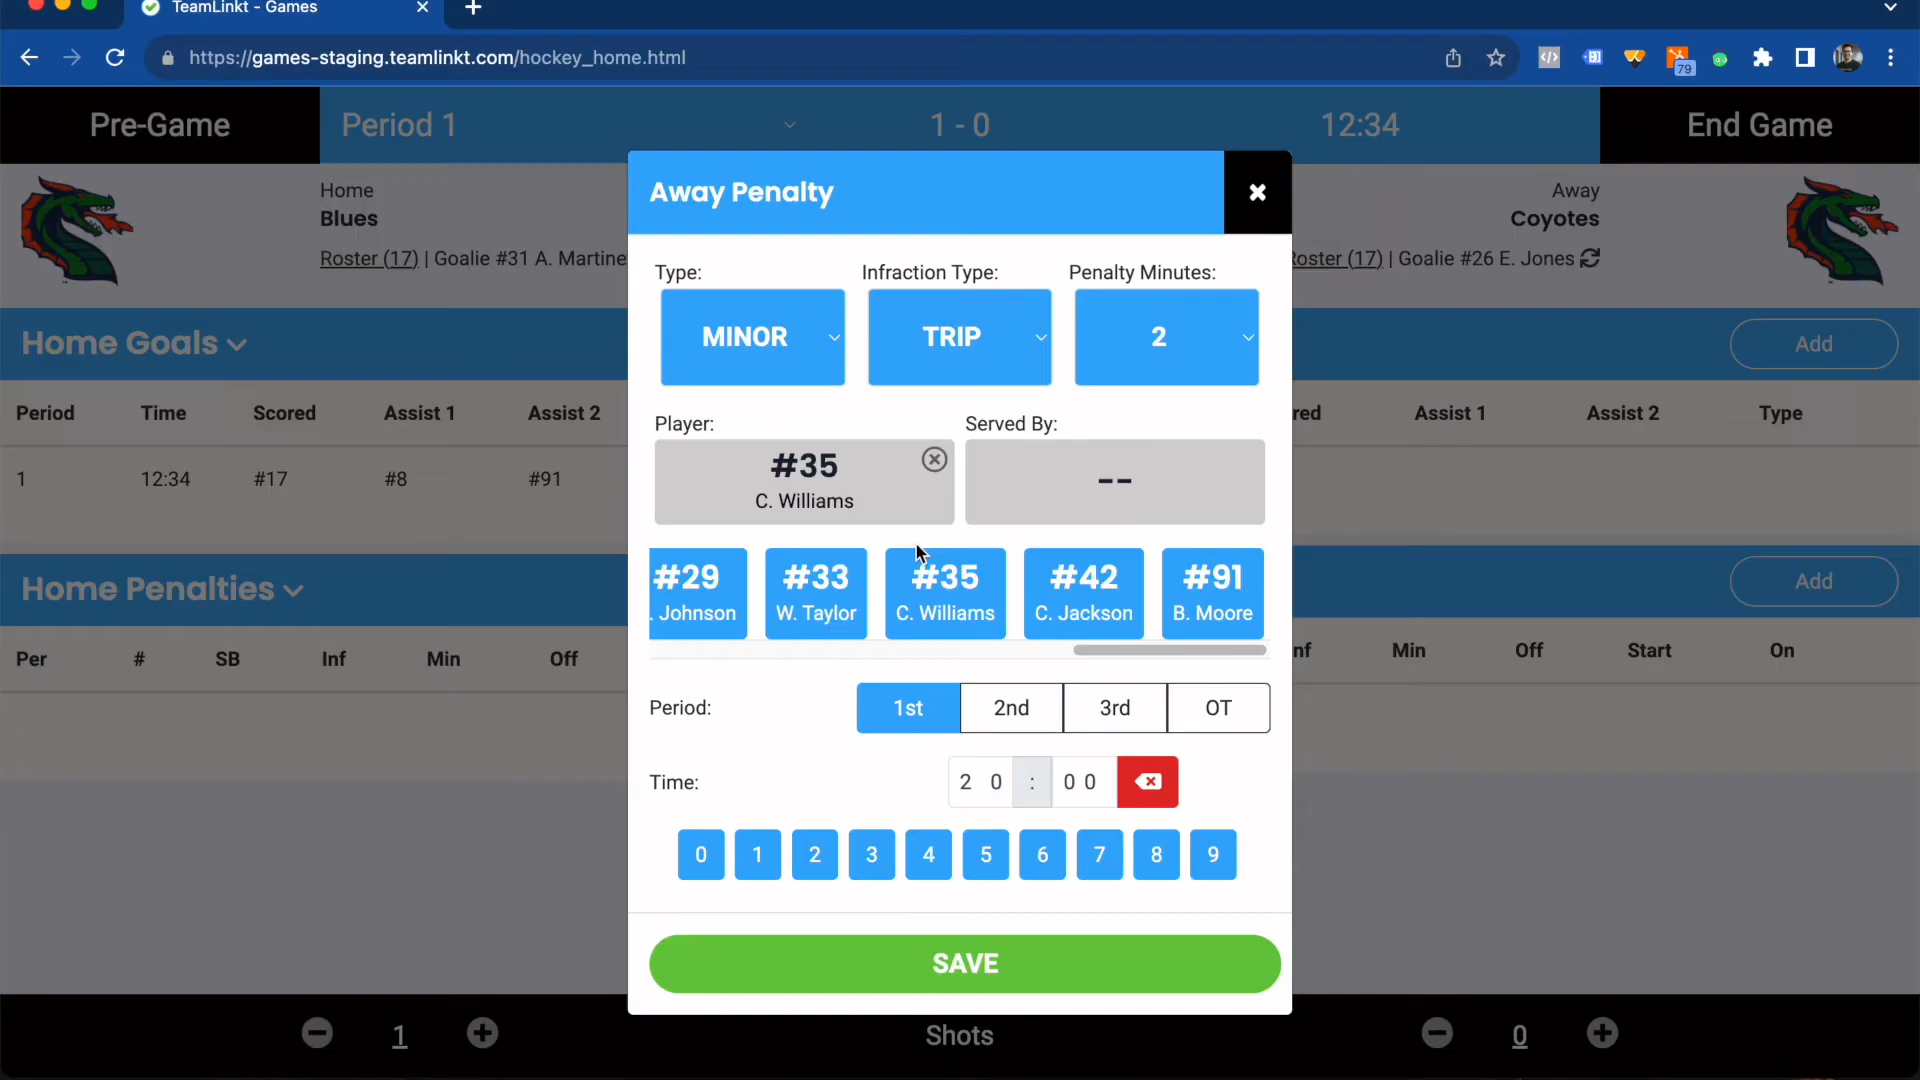 TeamLinkt - Games
https://games-staging.teamlinkt.com/hockey_home.html
79
Pre-Game
Period 1
1 - 0
12:34
End Game
Home
Blues
Roster (17) | Goalie #31 A. Martine
Away
Coyotes
Roster (17) | Goalie #26 E. Jones
Away Penalty
Type:
Infraction Type:
Penalty Minutes:
MINOR
TRIP
2
Player:
Served By:
#35
C. Williams
--
#29
. Johnson
#33
W. Taylor
#35
C. Williams
#42
C. Jackson
#91
B. Moore
Period:
1st
2nd
3rd
OT
Time:
2 0 : 0 0
0 1 2 3 4 5 6 7 8 9
SAVE
Home Goals
Add
Period Time Scored Assist 1 Assist 2
red Assist 1 Assist 2 Type
1 12:34 #17 #8 #91
Home Penalties
Add
Per # SB Inf Min Off
nf Min Off Start On
1
Shots
0